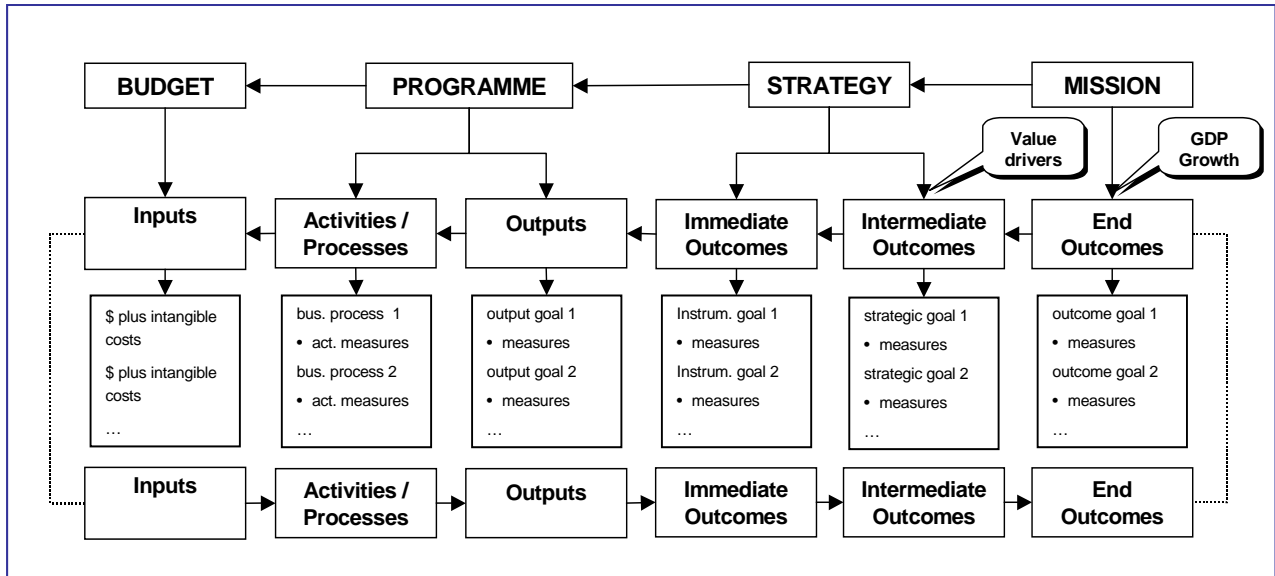 BUDGET
PROGRAMME
STRATEGY
MISSION
Value
drivers
GDP
Growth
Inputs
Activities /
Processes
Outputs
Immediate
Outcomes
Intermediate
Outcomes
End
Outcomes
$ plus intangible
costs
$ plus intangible
costs
…
bus. process 1
• act. measures
bus. process 2
• act. measures
…
output goal 1
• measures
output goal 2
• measures
…
Instrum. goal 1
• measures
Instrum. goal 2
• measures
…
strategic goal 1
• measures
strategic goal 2
• measures
…
outcome goal 1
• measures
outcome goal 2
• measures
…
Inputs
Activities /
Processes
Outputs
Immediate
Outcomes
Intermediate
Outcomes
End
Outcomes